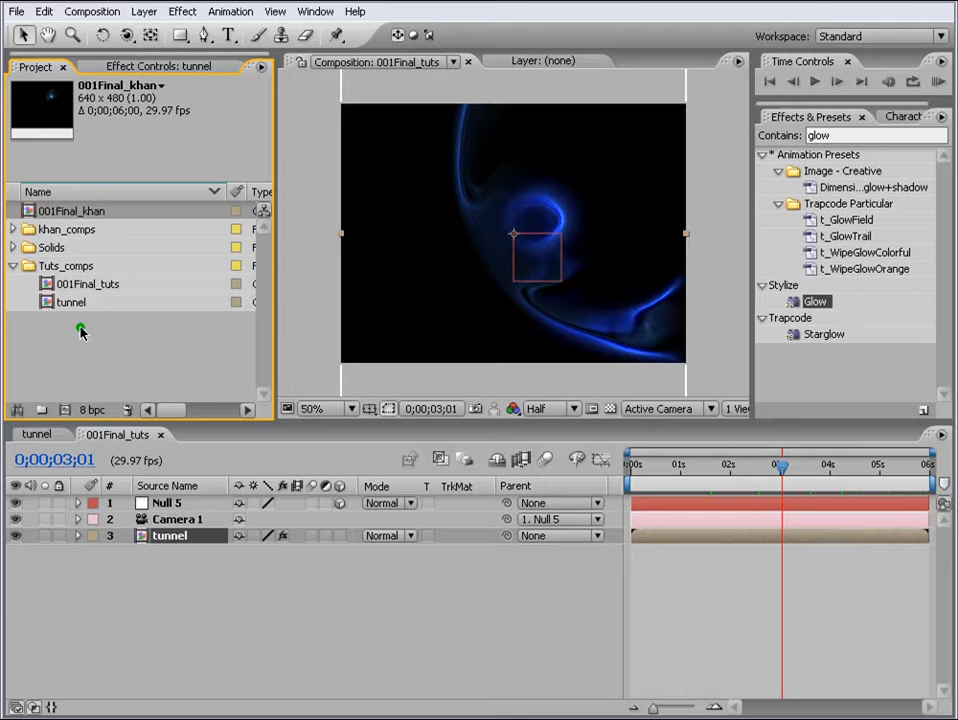 File Edit Composition Layer Effect Animation View Window Help
Workspace: Standard
Project Effect Controls: tunnel
001Final_khan
640 x 480 (1.00)
Δ 0;00;06;00, 29.97 fps
Name Type
001Final_khan
khan_comps F
Solids F
Tuts_comps F
001Final_tuts
tunnel
8 bpc
Composition: 001Final_tuts Layer: (none)
50% 0;00;03;01 Half Active Camera 1 Vie
Time Controls
Effects & Presets Charact
Contains: glow
* Animation Presets
Image - Creative
Dimensi...glow+shadow
Trapcode Particular
t_GlowField
t_GlowTrail
t_WipeGlowColorful
t_WipeGlowOrange
Stylize
Glow
Trapcode
Starglow
tunnel 001Final_tuts
0;00;03;01 (29.97 fps)
:00s 01s 02s 04s 05s 06s
# Source Name Mode T TrkMat Parent
1 Null 5 Normal None
2 Camera 1 1. Null 5
3 tunnel Normal None